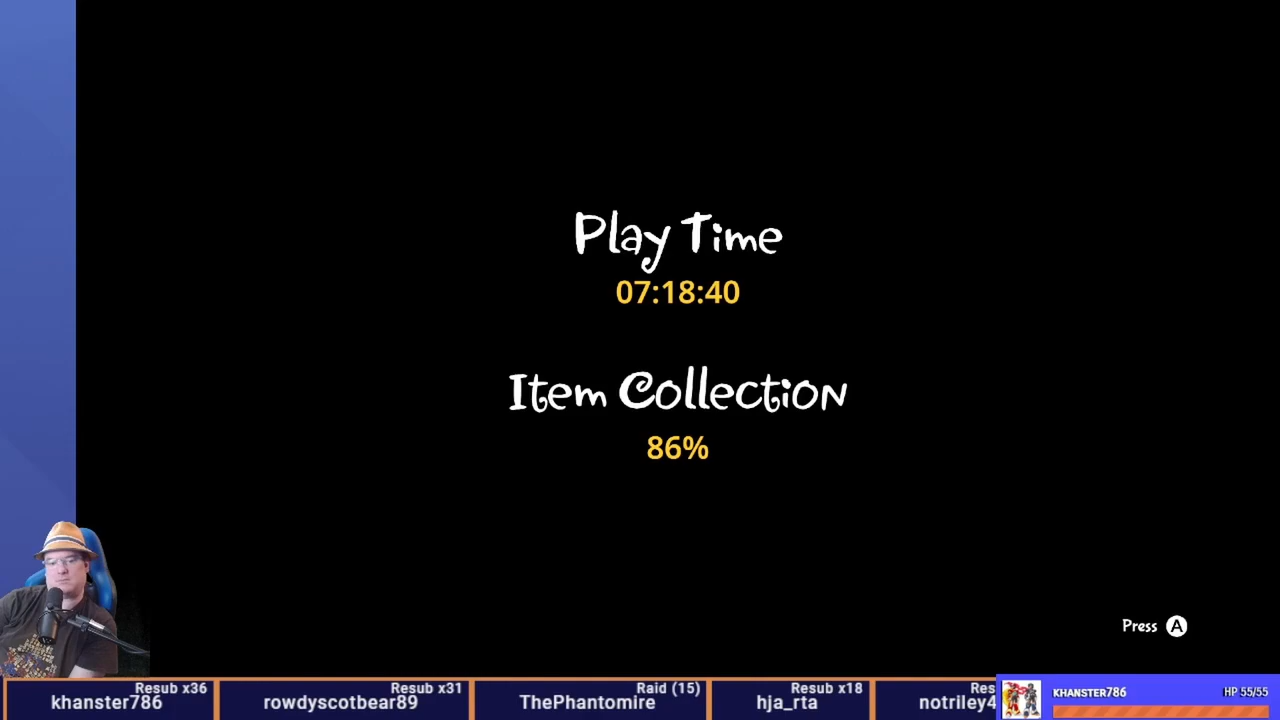 Play Time
07:18:40
Item Collection
86%
Press A
Resub x36
khanster786
Resub x31
rowdyscotbear89
Raid (15)
ThePhantomire
Resub x18
hja_rta
Res
notriley4
KHANSTER786
HP 55/55